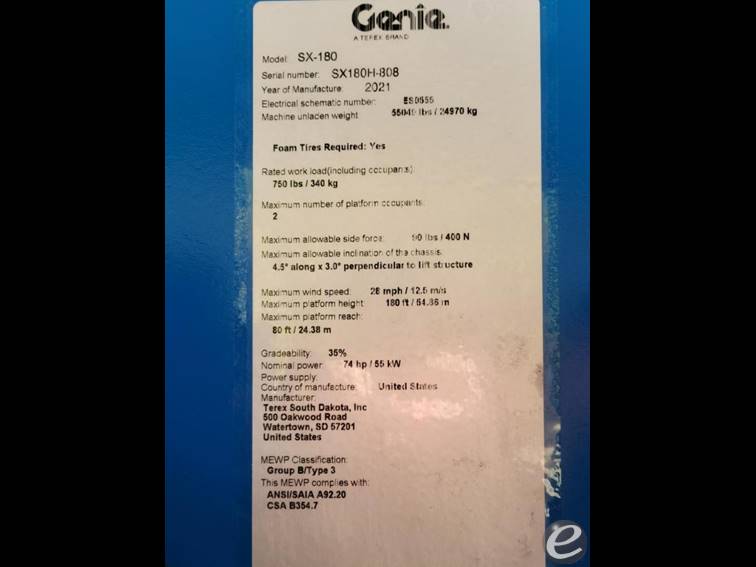 Genie.
A TEREX BRAND
Model: SX-180
Serial number: SX180H-808
Year of Manufacture: 2021
Electrical schematic number: ES0555
Machine unladen weight 55049 lbs / 24970 kg
Foam Tires Required: Yes
Rated work load(including occupants):
750 lbs / 340 kg
Maximum number of platform occupants:
2
Maximum allowable side force: 90 lbs / 400 N
Maximum allowable inclination of the chassis:
4.5° along x 3.0° perpendicular to lift structure
Maximum wind speed: 28 mph / 12.5 m/s
Maximum platform height: 180 ft / 54.86 m
Maximum platform reach:
80 ft / 24.38 m
Gradeability: 35%
Nominal power: 74 hp / 55 kW
Power supply:
Country of manufacture: United States
Manufacturer:
Terex South Dakota, Inc
500 Oakwood Road
Watertown, SD 57201
United States
MEWP Classification:
Group B/Type 3
This MEWP complies with:
ANSI/SAIA A92.20
CSA B354.7
e